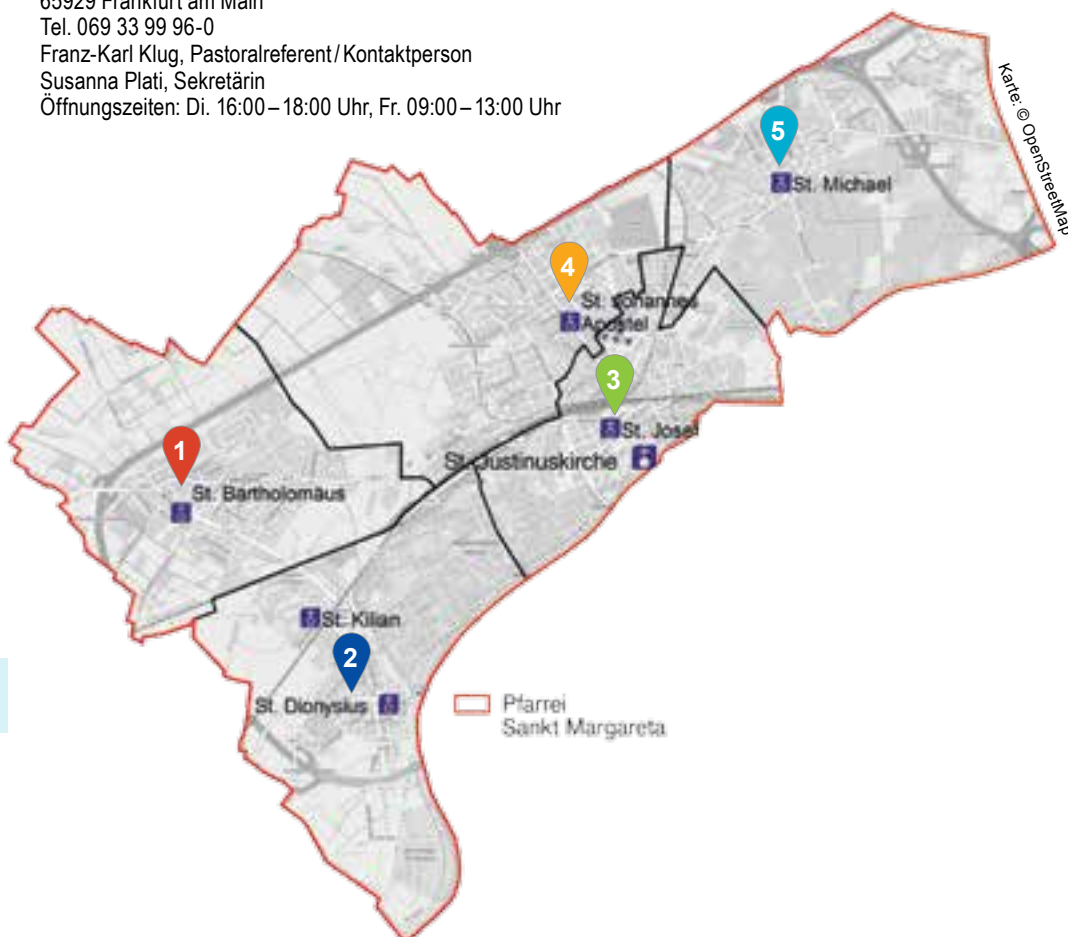 65929 Frankfurt am Main
Tel. 069 33 99 96-0
Franz-Karl Klug, Pastoralreferent / Kontaktperson
Susanna Plati, Sekretärin
Öffnungszeiten: Di. 16:00 – 18:00 Uhr, Fr. 09:00 – 13:00 Uhr
Karte: © OpenStreetMap
5
St. Michael
4
St. Johannes
Apostel
3
St. Josef
St. Justinuskirche
1
St. Bartholomäus
St. Kilian
2
St. Dionysius
Pfarrei
Sankt Margareta